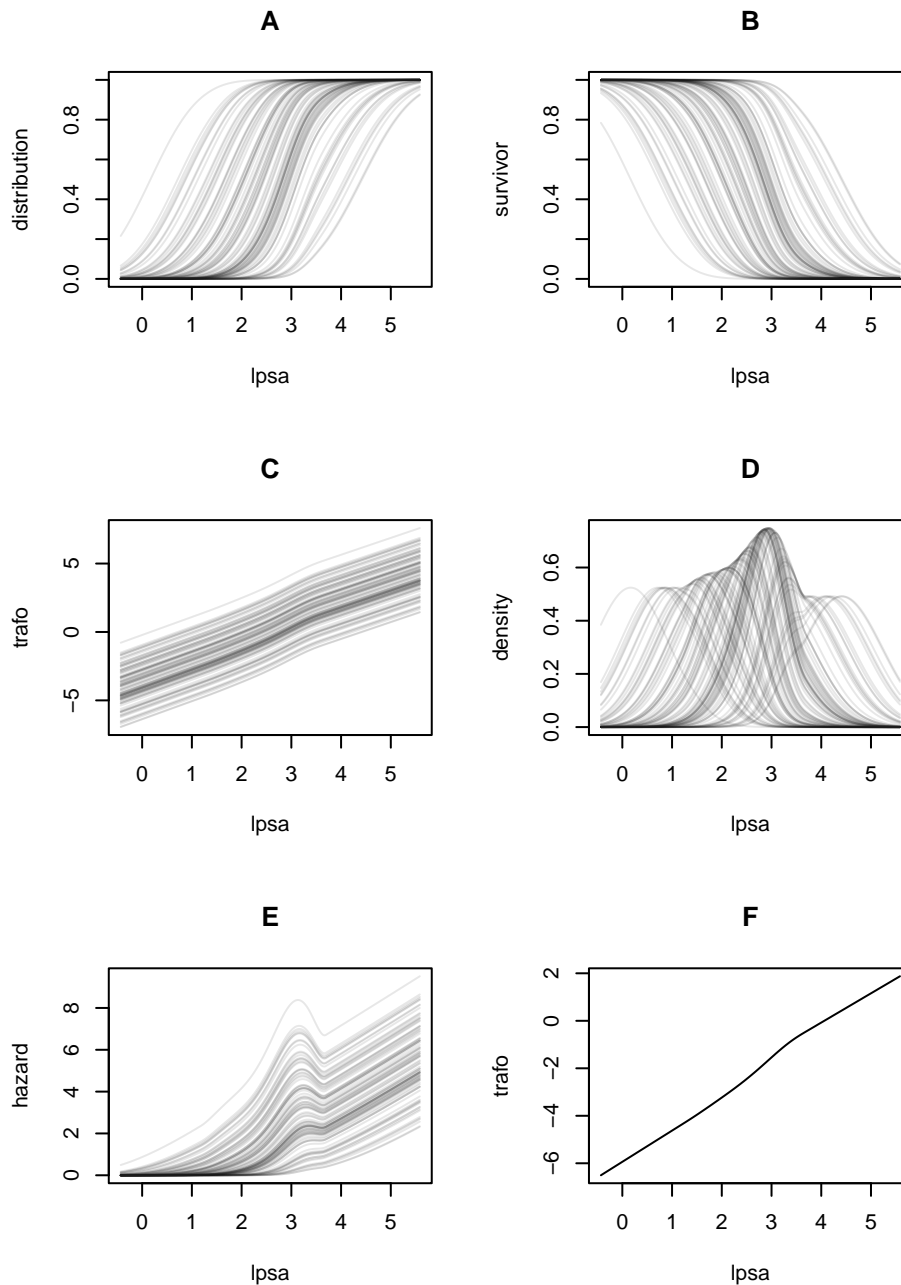 A
distribution
0.0 0.4 0.8
0 1 2 3 4 5
lpsa
B
survivor
0.0 0.4 0.8
0 1 2 3 4 5
lpsa
C
trafo
−5 0 5
0 1 2 3 4 5
lpsa
D
density
0.0 0.2 0.4 0.6
0 1 2 3 4 5
lpsa
E
hazard
0 2 4 6 8
0 1 2 3 4 5
lpsa
F
trafo
−6 −4 −2 0 2
0 1 2 3 4 5
lpsa